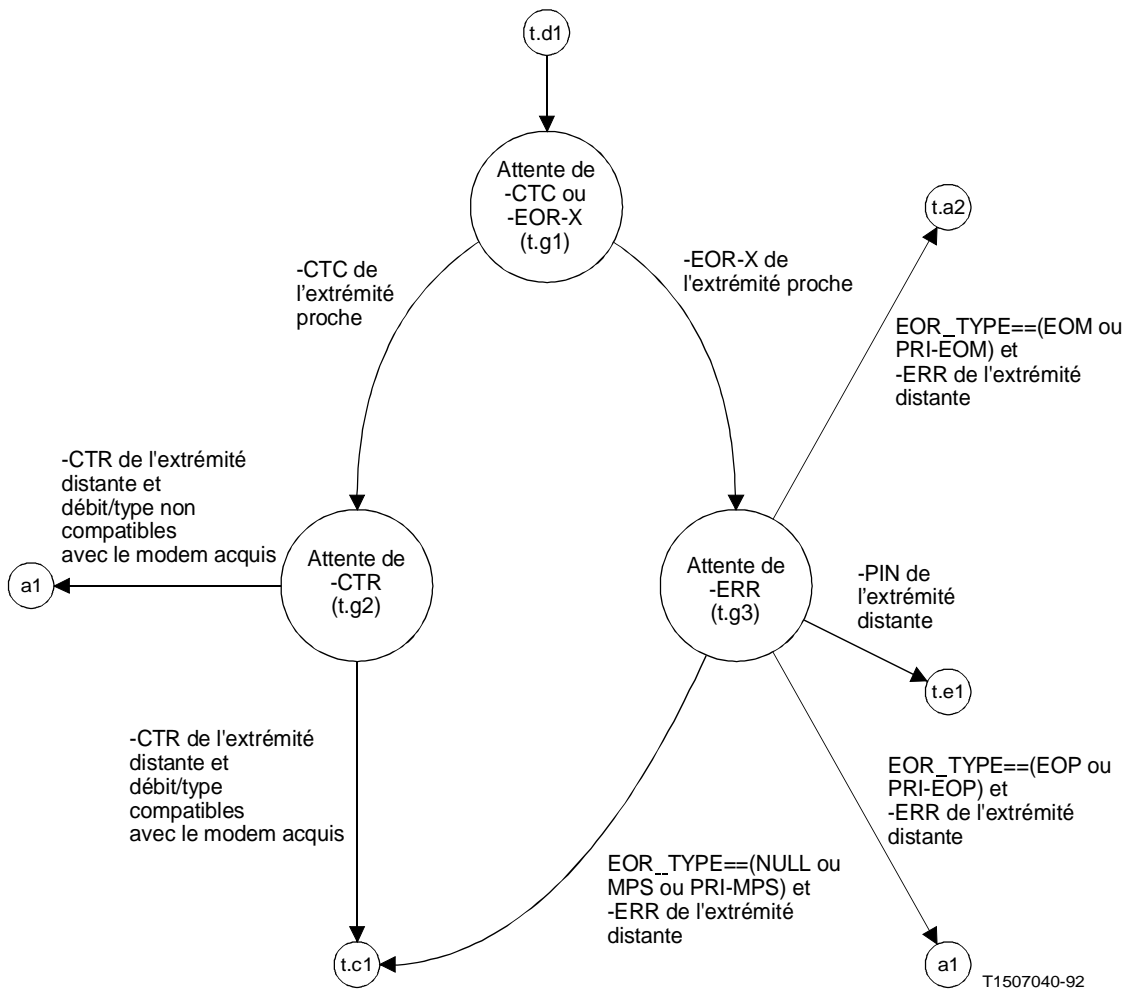 t.d1
Attente de
-CTC ou
-EOR-X
(t.g1)
t.a2
-CTC de
l'extrémité
proche
-EOR-X de
l'extrémité proche
EOR_TYPE==(EOM ou
PRI-EOM) et
-ERR de l'extrémité
distante
-CTR de l'extrémité
distante et
débit/type non
compatibles
avec le modem acquis
a1
Attente de
-CTR
(t.g2)
Attente de
-ERR
(t.g3)
-PIN de
l'extrémité
distante
t.e1
-CTR de l'extrémité
distante et
débit/type
compatibles
avec le modem acquis
EOR_TYPE==(EOP ou
PRI-EOP) et
-ERR de l'extrémité
distante
EOR_TYPE==(NULL ou
MPS ou PRI-MPS) et
-ERR de l'extrémité
distante
t.c1
a1
T1507040-92